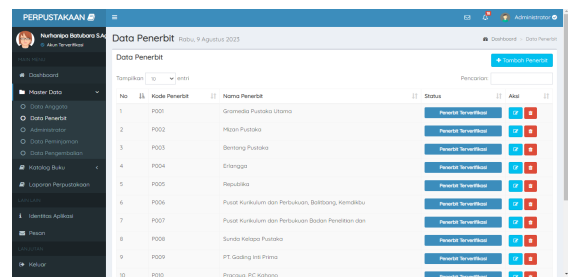 PERPUSTAKAAN
Administrator
Nurhanipa Batubara S.Ag
Akun Terverifikasi
MAIN MENU
Dashboard
Master Data
Data Anggota
Data Penerbit
Administrator
Data Peminjaman
Data Pengembalian
Katalog Buku
Laporan Perpustakaan
LAINNYA
Identitas Aplikasi
Pesan
LANJUTAN
Keluar
Data Penerbit Rabu, 9 Agustus 2023
Dashboard > Data Penerbit
Data Penerbit
+ Tambah Penerbit
Tampilkan 10 entri
Pencarian
No Kode Penerbit Nama Penerbit Status Aksi
1 P001 Gramedia Pustaka Utama Penerbit Terverifikasi
2 P002 Mizan Pustaka Penerbit Terverifikasi
3 P003 Bentang Pustaka Penerbit Terverifikasi
4 P004 Erlangga Penerbit Terverifikasi
5 P005 Republika Penerbit Terverifikasi
6 P006 Pusat Kurikulum dan Perbukuan, Balitbang, Kemdikbu Penerbit Terverifikasi
7 P007 Pusat Kurikulum dan Perbukuan Badan Penelitian dan Penerbit Terverifikasi
8 P008 Sunda Kelapa Pustaka Penerbit Terverifikasi
9 P009 PT. Gading Inti Prima Penerbit Terverifikasi
10 P010 Penerbit Terverifikasi